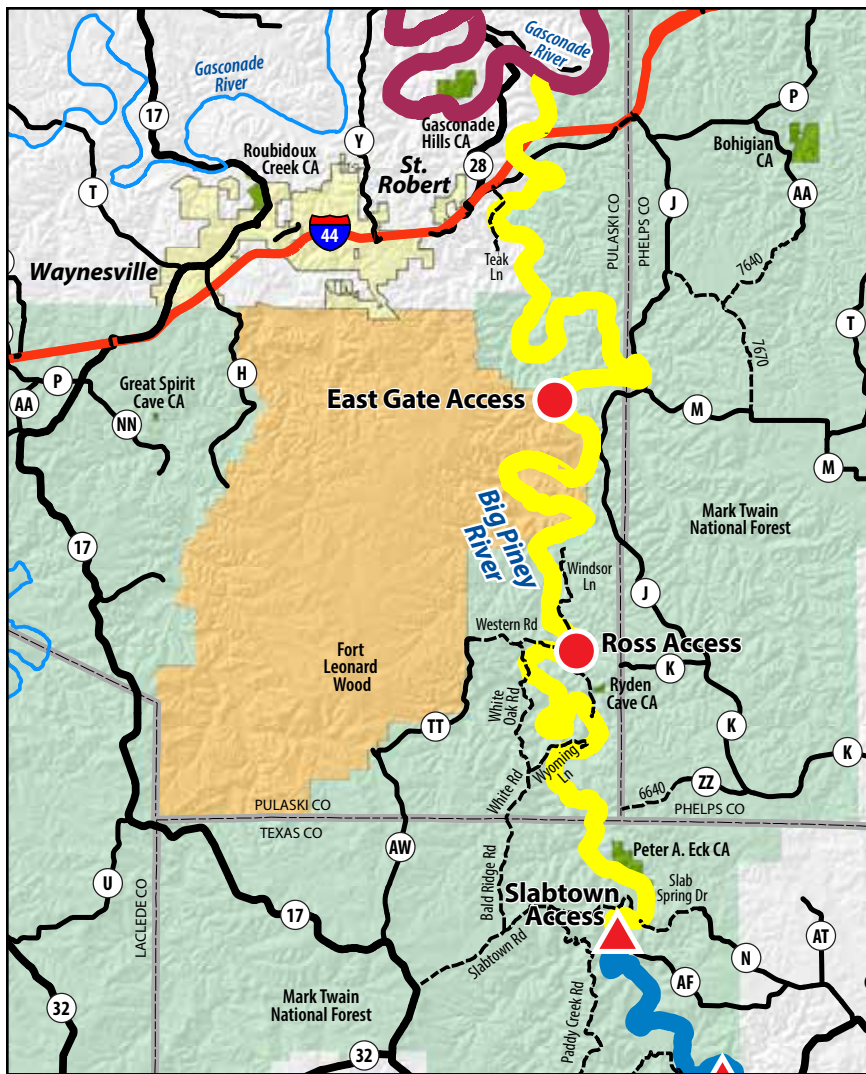 Gasconade
River
Gasconade
River
17
P
Y
Gasconade
Hills CA
Bohigian
CA
Roubidoux
Creek CA
St.
Robert
28
T
J
AA
44
PULASKI CO
PHELPS CO
Waynesville
Teak
Ln
7640
7670
T
P
Great Spirit
Cave CA
H
East Gate Access
AA
NN
M
M
Big Piney
River
Mark Twain
National Forest
17
Windsor
Ln
J
Western Rd
Ross Access
Fort
Leonard
Wood
K
White
Oak Rd
Ryden
Cave CA
TT
K
K
Wyoming
Ln
White Rd
ZZ
6640
PULASKI CO
PHELPS CO
TEXAS CO
AW
Peter A. Eck CA
Bald Ridge Rd
U
Slabtown
Access
Slab
Spring Dr
LACLEDE CO
17
Slabtown Rd
AT
N
AF
Mark Twain
National Forest
Paddy Creek Rd
32
32